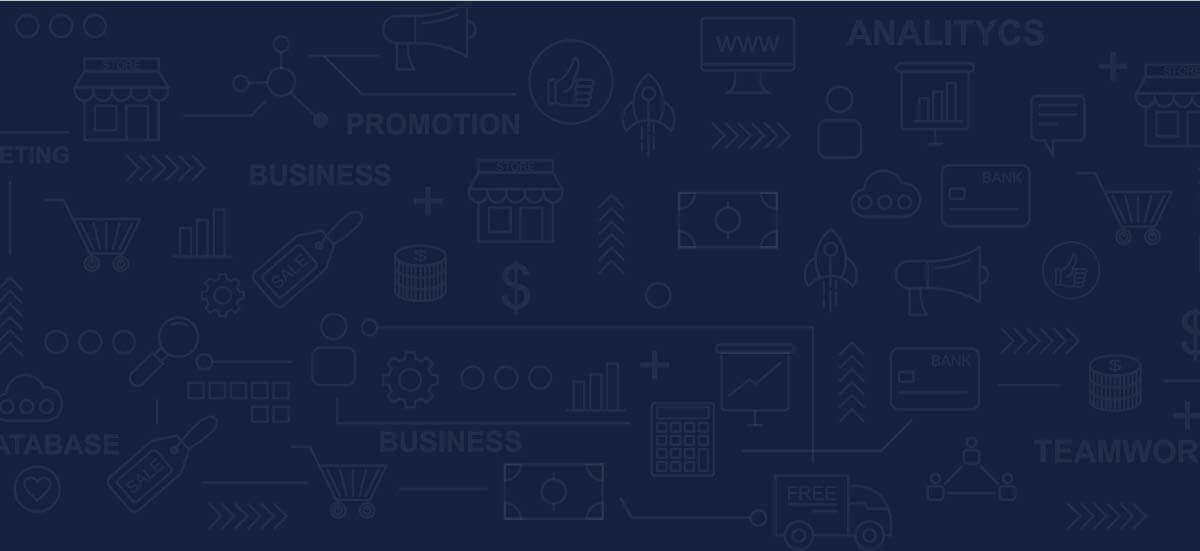 ANALITYCS
WWW
STORE
STORE
PROMOTION
ETING
BUSINESS
STORE
BANK
SALE
$
$
$
BANK
$
ATABASE
BUSINESS
TEAMWOR
SALE
FREE